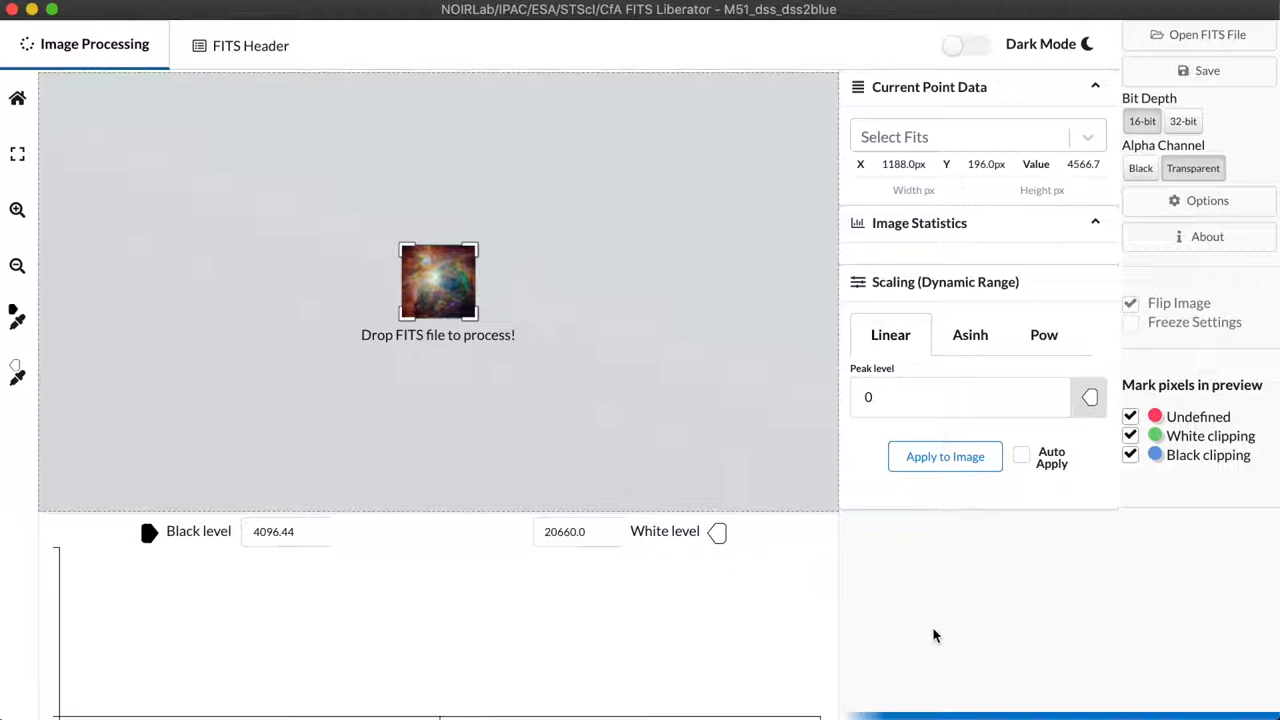 NOIRLab/IPAC/ESA/STScI/CfA FITS Liberator - M51_dss_dss2blue
Image Processing
FITS Header
Dark Mode
Open FITS File
Save
Bit Depth
16-bit 32-bit
Alpha Channel
Black Transparent
Options
About
Flip Image
Freeze Settings
Mark pixels in preview
Undefined
White clipping
Black clipping
Current Point Data
Select Fits
X 1188.0px Y 196.0px Value 4566.7
Width px Height px
Image Statistics
Scaling (Dynamic Range)
Linear Asinh Pow
Peak level
0
Apply to Image
Auto
Apply
Drop FITS file to process!
Black level 4096.44
20660.0 White level